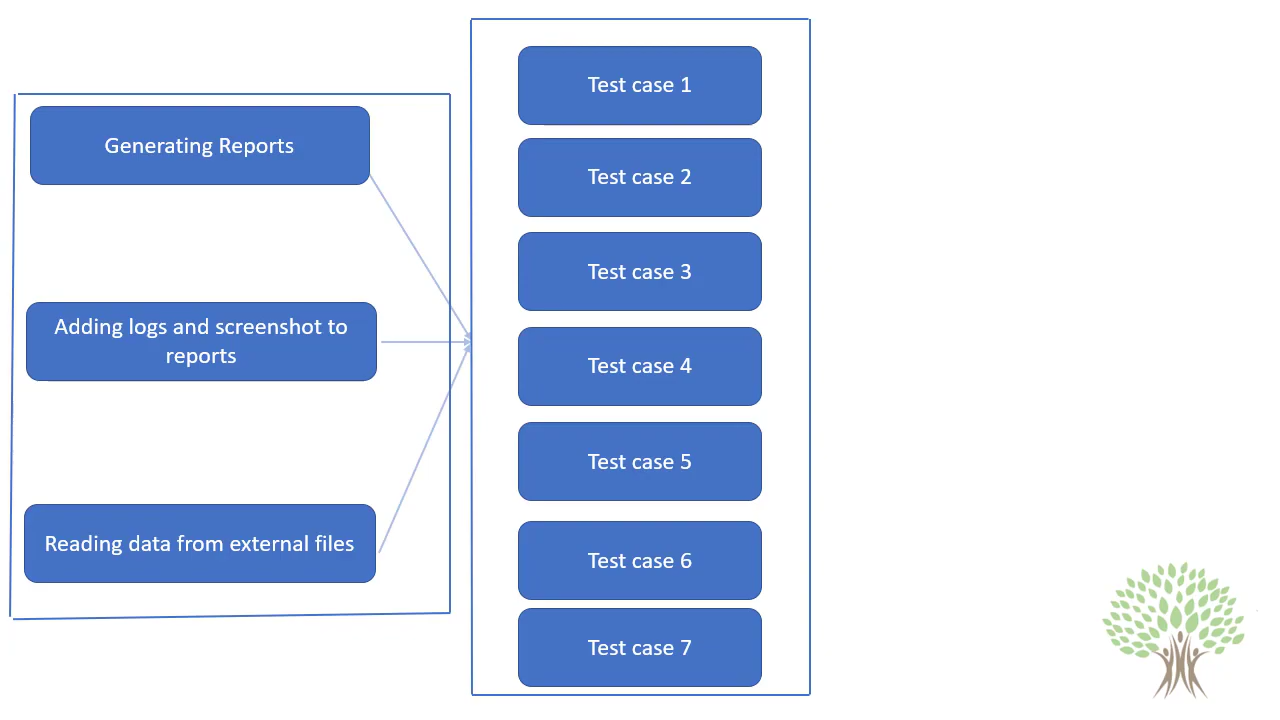 Generating Reports
Adding logs and screenshot to
reports
Reading data from external files
Test case 1
Test case 2
Test case 3
Test case 4
Test case 5
Test case 6
Test case 7